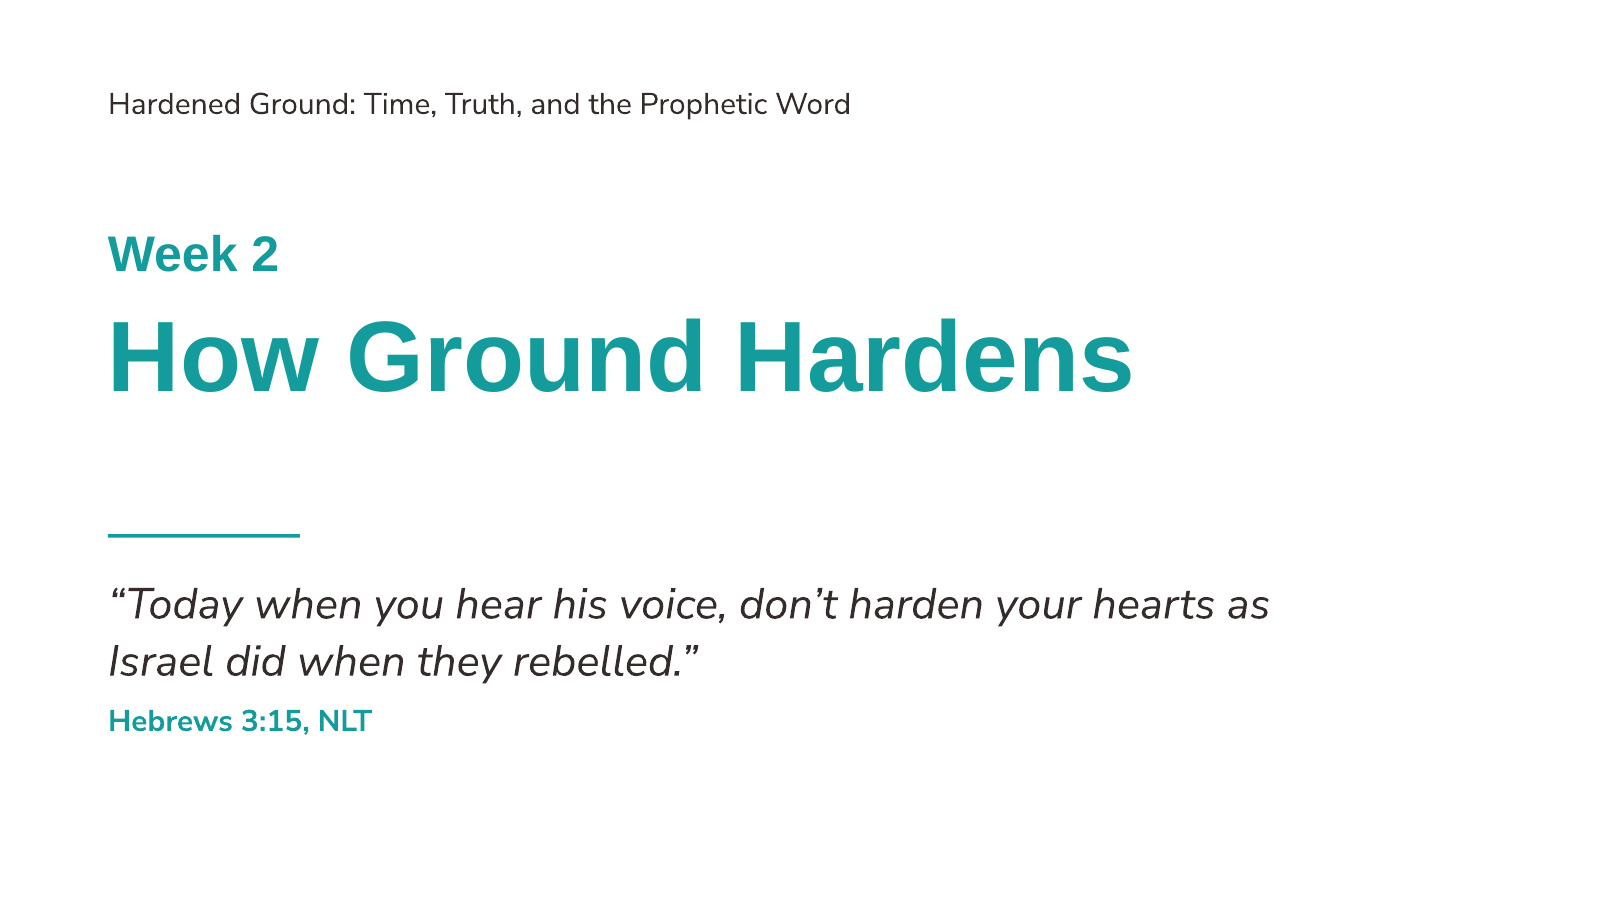 Hardened Ground: Time, Truth, and the Prophetic Word
Week 2
How Ground Hardens
“Today when you hear his voice, don’t harden your hearts as
Israel did when they rebelled.”
Hebrews 3:15, NLT